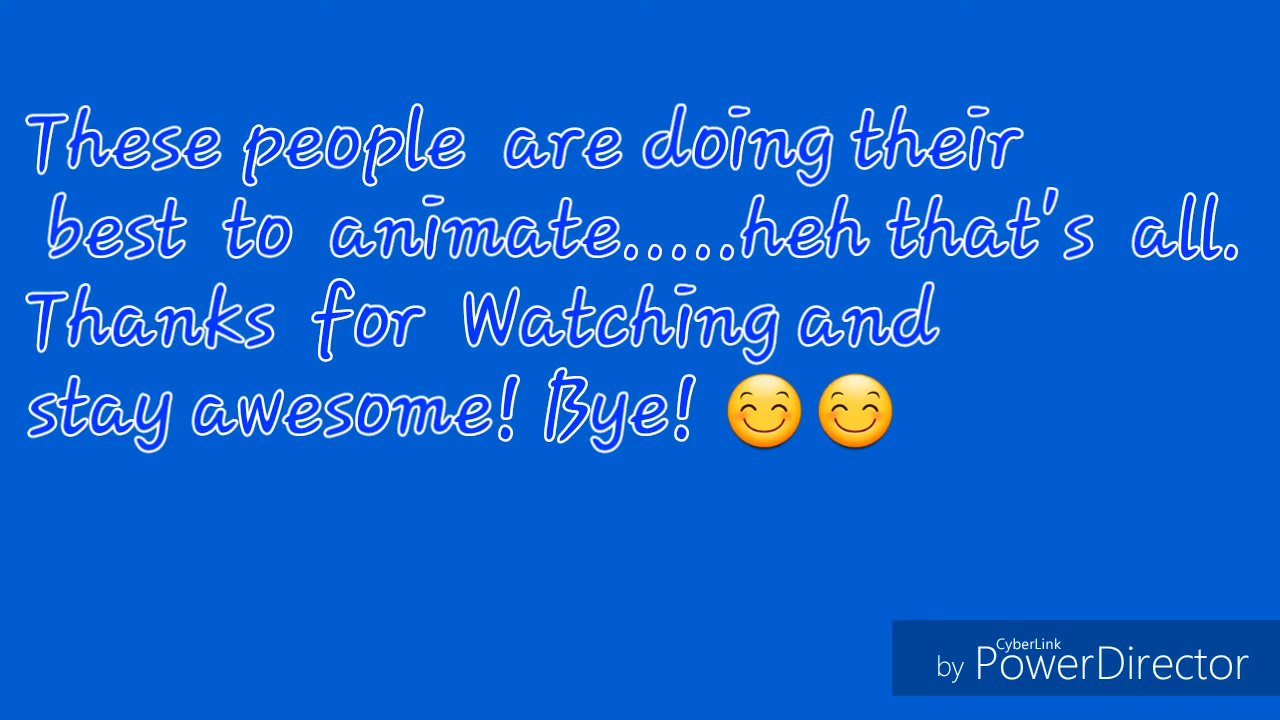 These people are doing their
best to animate.....heh that's all.
Thanks for Watching and
stay awesome! Bye! 😊😊
by CyberLink PowerDirector